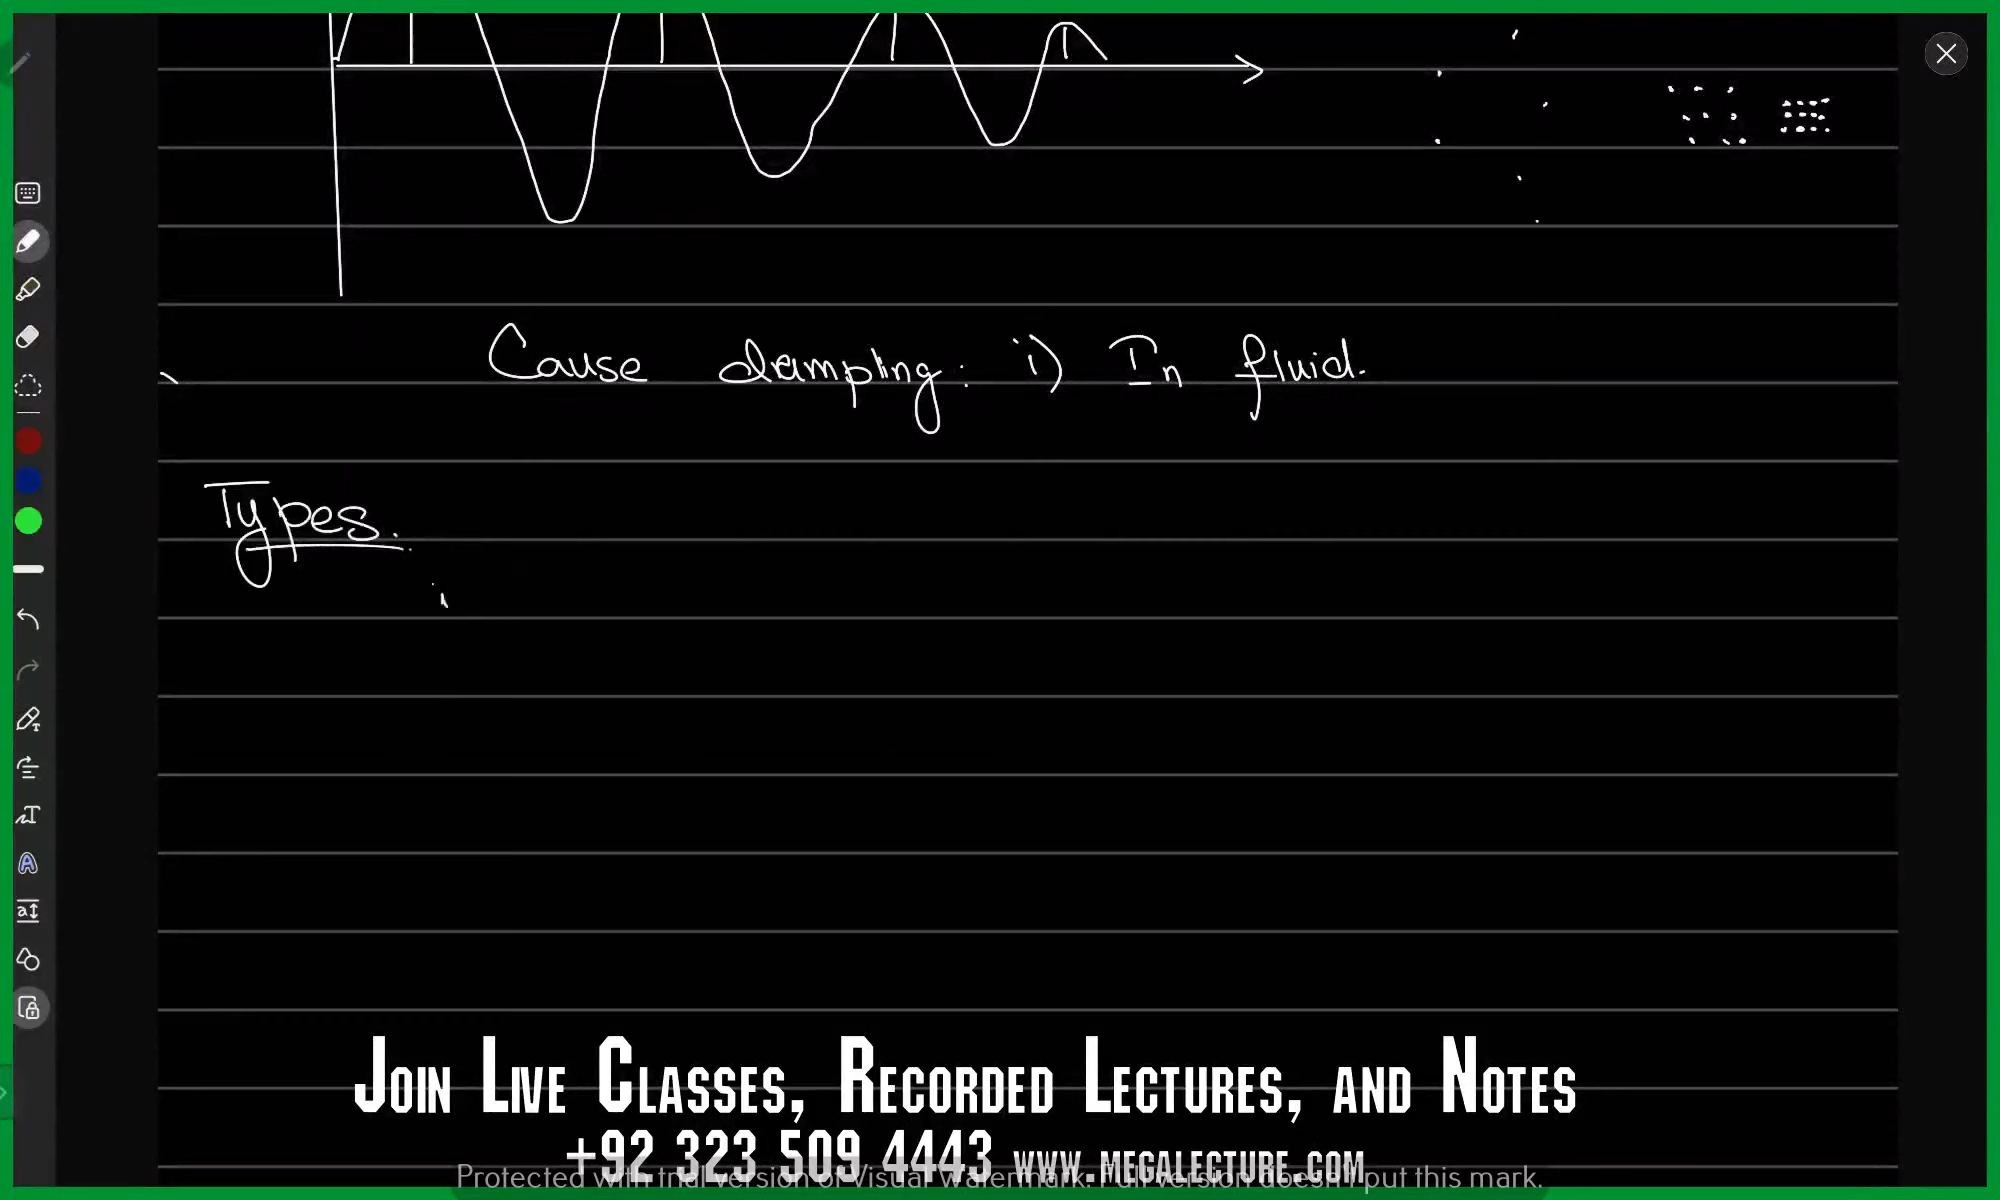 Cause dampling: i) In fluid.
Types.
i
JOIN LIVE CLASSES, RECORDED LECTURES, AND NOTES
+92 323 509 4443 WWW.MEGALECTURE.COM
Protected with trial version of Visual Watermark. Full version doesn't put this mark.